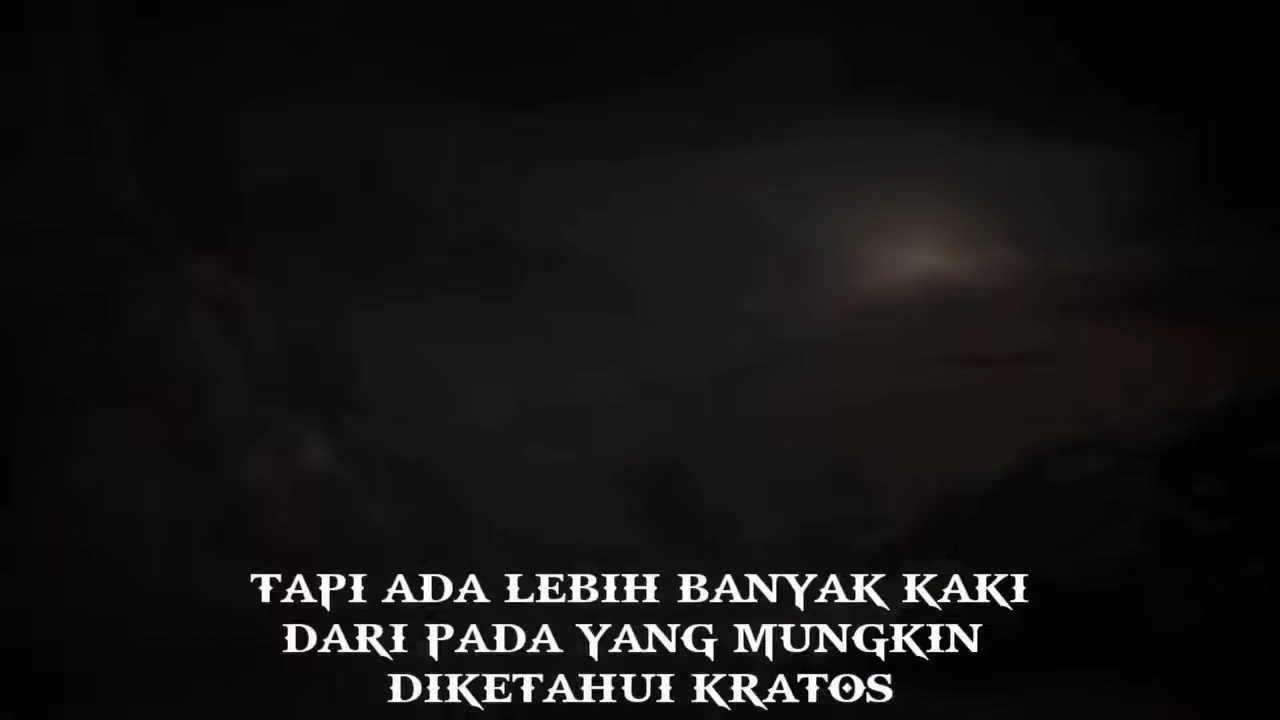 TAPI ADA LEBIH BANYAK KAKI
DARI PADA YANG MUNGKIN
DIKETAHUI KRATOS